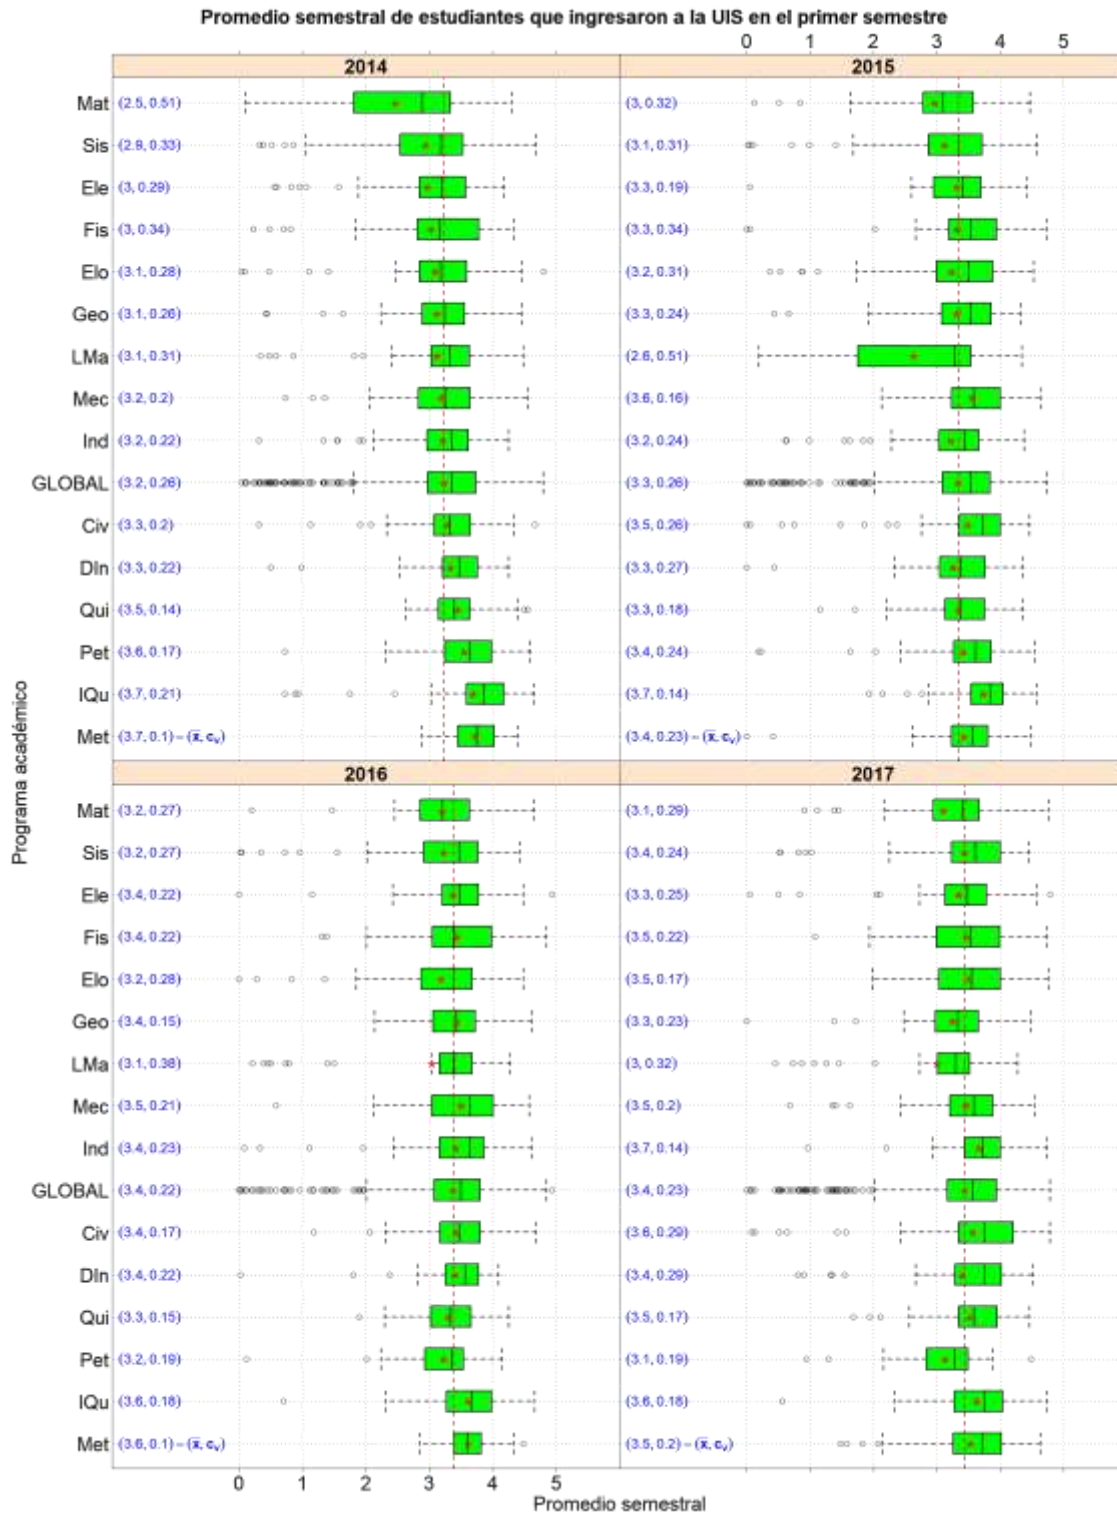 Promedio semestral de estudiantes que ingresaron a la UIS en el primer semestre
0 1 2 3 4 5
2014 2015
Mat (2.5, 0.51) (3, 0.32)
Sis (2.9, 0.33) (3.1, 0.31)
Ele (3, 0.29) (3.3, 0.19)
Fis (3, 0.34) (3.3, 0.34)
Elo (3.1, 0.28) (3.2, 0.31)
Geo (3.1, 0.26) (3.3, 0.24)
LMa (3.1, 0.31) (2.6, 0.51)
Mec (3.2, 0.2) (3.6, 0.16)
Ind (3.2, 0.22) (3.2, 0.24)
GLOBAL (3.2, 0.26) (3.3, 0.26)
Civ (3.3, 0.2) (3.5, 0.26)
DIn (3.3, 0.22) (3.3, 0.27)
Qui (3.5, 0.14) (3.3, 0.18)
Pet (3.6, 0.17) (3.4, 0.24)
IQu (3.7, 0.21) (3.7, 0.14)
Met (3.7, 0.1) = (x̄, cᵥ) (3.4, 0.23) = (x̄, cᵥ)
Programa académico
2016 2017
Mat (3.2, 0.27) (3.1, 0.29)
Sis (3.2, 0.27) (3.4, 0.24)
Ele (3.4, 0.22) (3.3, 0.25)
Fis (3.4, 0.22) (3.5, 0.22)
Elo (3.2, 0.28) (3.5, 0.17)
Geo (3.4, 0.15) (3.3, 0.23)
LMa (3.1, 0.38) (3, 0.32)
Mec (3.5, 0.21) (3.5, 0.2)
Ind (3.4, 0.23) (3.7, 0.14)
GLOBAL (3.4, 0.22) (3.4, 0.23)
Civ (3.4, 0.17) (3.6, 0.29)
DIn (3.4, 0.22) (3.4, 0.29)
Qui (3.3, 0.15) (3.5, 0.17)
Pet (3.2, 0.19) (3.1, 0.19)
IQu (3.6, 0.18) (3.6, 0.18)
Met (3.6, 0.1) = (x̄, cᵥ) (3.5, 0.2) = (x̄, cᵥ)
0 1 2 3 4 5
Promedio semestral